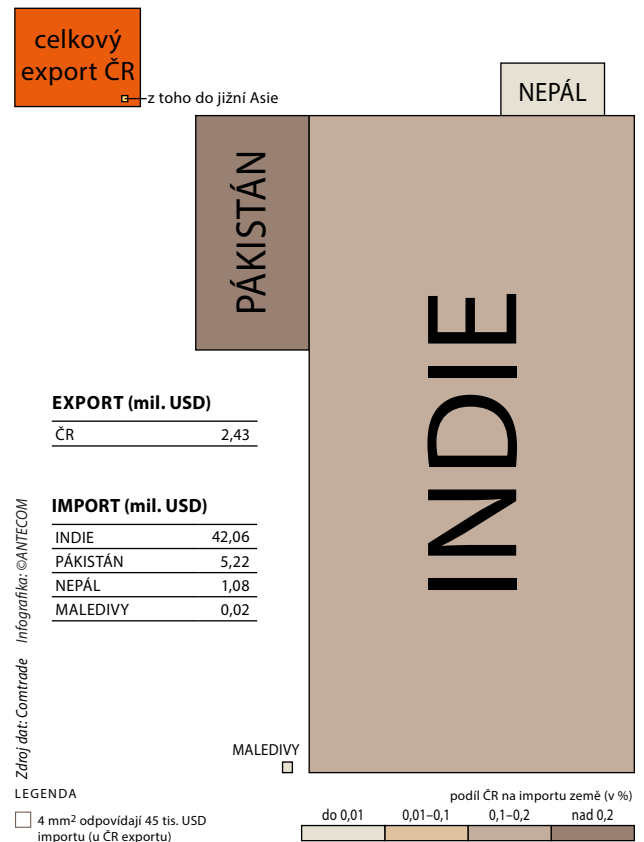 celkový
export ČR
z toho do jižní Asie
NEPÁL
PÁKISTÁN
INDIE
EXPORT (mil. USD)
ČR 2,43
IMPORT (mil. USD)
INDIE 42,06
PÁKISTÁN 5,22
NEPÁL 1,08
MALEDIVY 0,02
Zdroj dat: Comtrade Infografika: ©ANTECOM
MALEDIVY
LEGENDA
4 mm² odpovídají 45 tis. USD
importu (u ČR exportu)
podíl ČR na importu země (v %)
do 0,01 0,01–0,1 0,1–0,2 nad 0,2